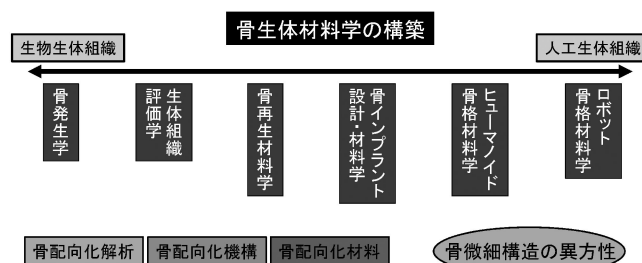 骨生体材料学の構築
生物生体組織
人工生体組織
骨発生学
生体組織
評価学
骨再生材料学
骨インプラント
設計・材料学
ヒューマノイド
骨格材料学
ロボット
骨格材料学
骨配向化解析
骨配向化機構
骨配向化材料
骨微細構造の異方性